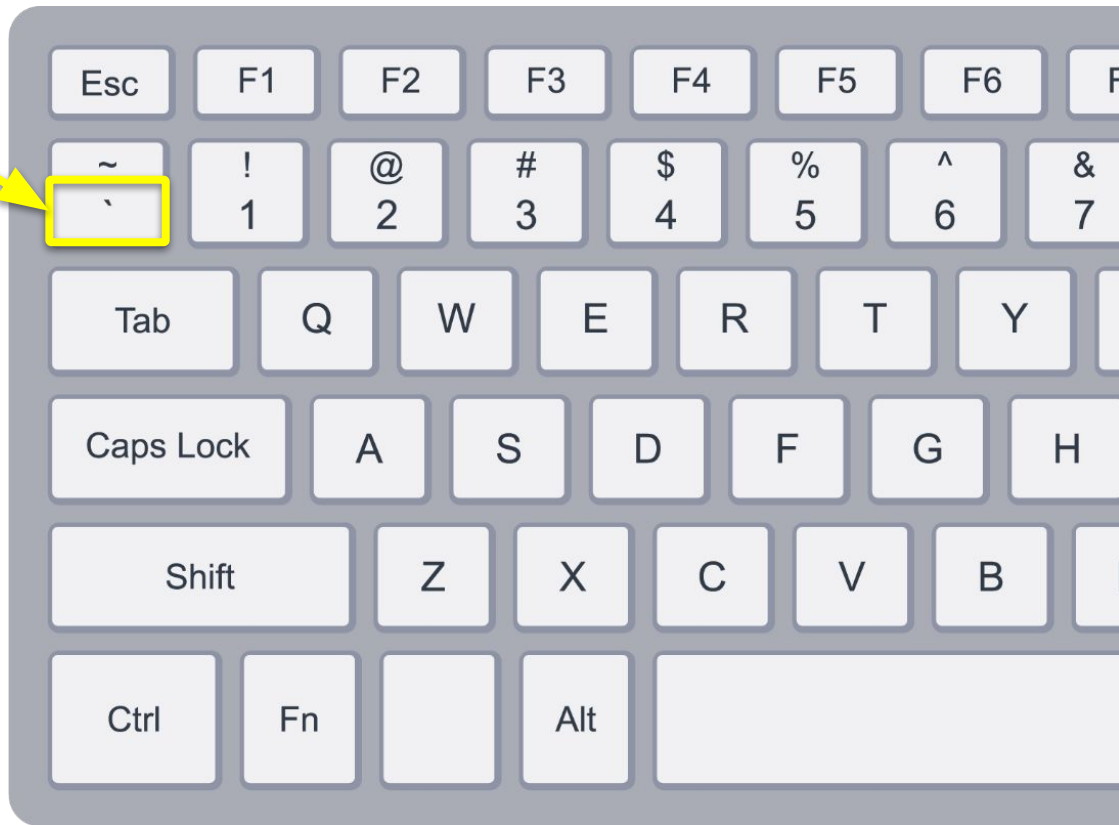 Esc F1 F2 F3 F4 F5 F6
~ ! @ # $ % ^ &
` 1 2 3 4 5 6 7
Tab Q W E R T Y
Caps Lock A S D F G H
Shift Z X C V B
Ctrl Fn Alt